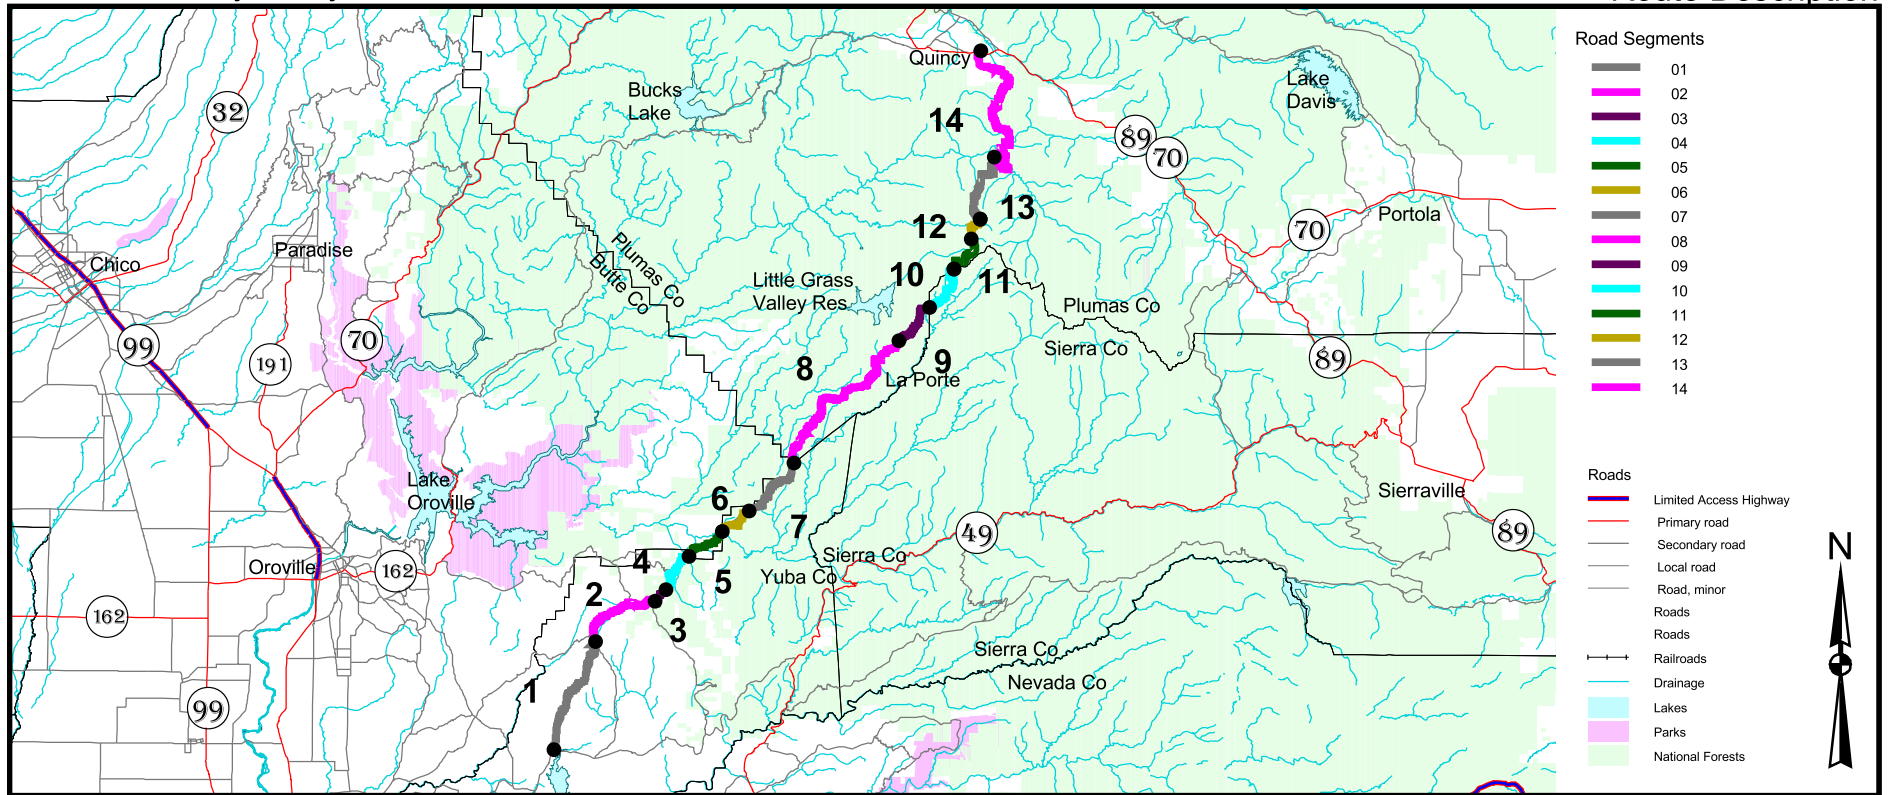 Route Description
Quincy
Bucks
Lake
Lake
Davis
32
14
89
70
Portola
70
13
12
Paradise
Chico
Plumas Co
Butte Co
Little Grass
Valley Res
10
11
Plumas Co
Sierra Co
99
70
191
89
8
9
La Porte
Lake
Oroville
6
7
Sierraville
49
89
Oroville
162
4
5
Sierra Co
Yuba Co
162
2
3
Sierra Co
Nevada Co
1
99
Road Segments
01
02
03
04
05
06
07
08
09
10
11
12
13
14
Roads
Limited Access Highway
Primary road
Secondary road
Local road
Road, minor
Roads
Roads
Railroads
Drainage
Lakes
Parks
National Forests
N